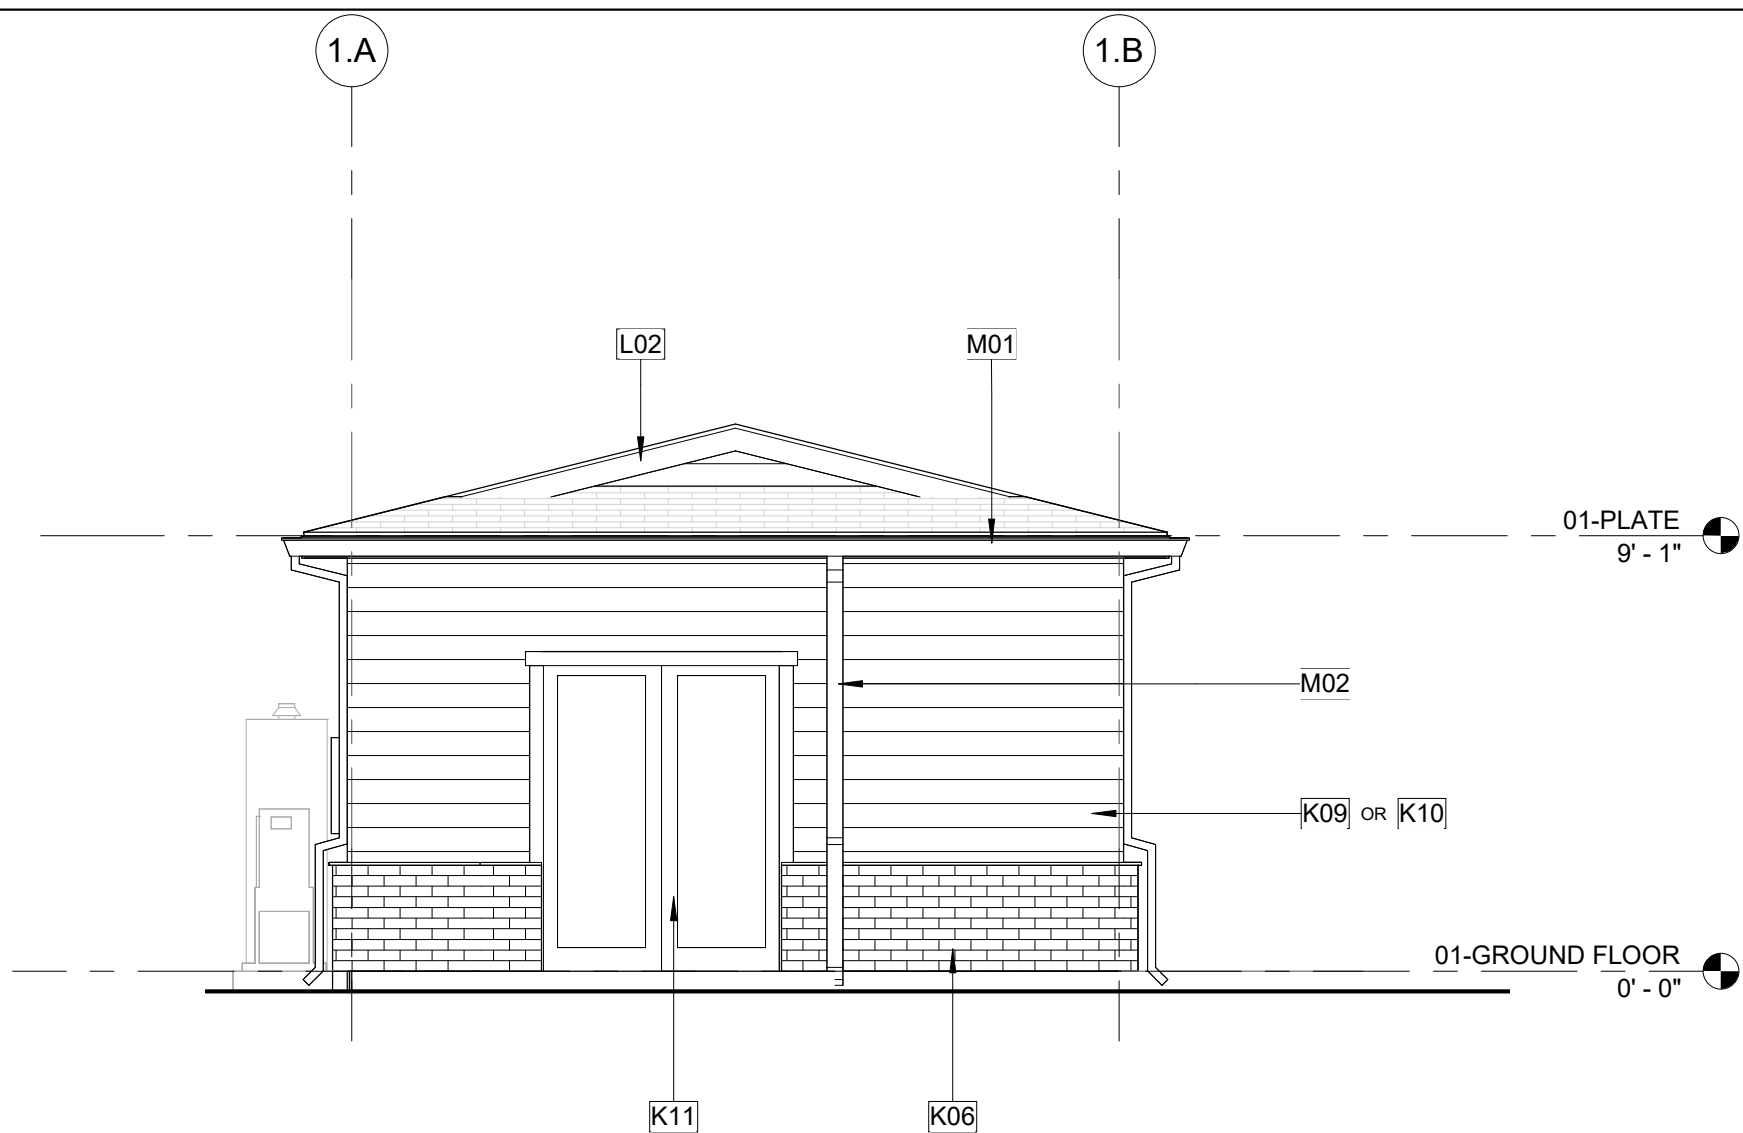 1.A
1.B
L02
M01
01-PLATE
9' - 1"
M02
K09 OR K10
01-GROUND FLOOR
0' - 0"
K11
K06